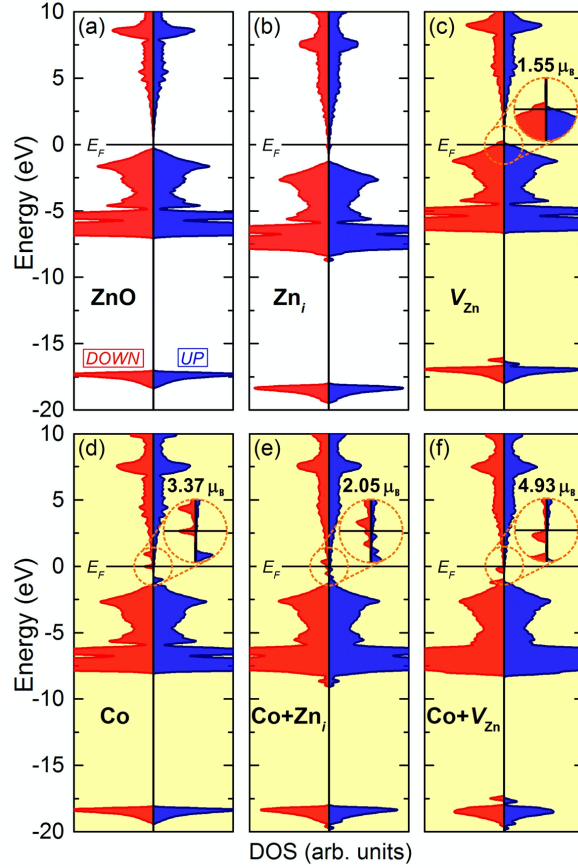 (a) (b) (c)
10
5
0
-5
-10
-15
-20
Energy (eV)
E_F E_F
1.55 μ_B
ZnO Zn_i V_Zn
DOWN UP
(d) (e) (f)
10
5
0
-5
-10
-15
-20
Energy (eV)
3.37 μ_B 2.05 μ_B 4.93 μ_B
E_F E_F E_F
Co Co+Zn_i Co+V_Zn
DOS (arb. units)